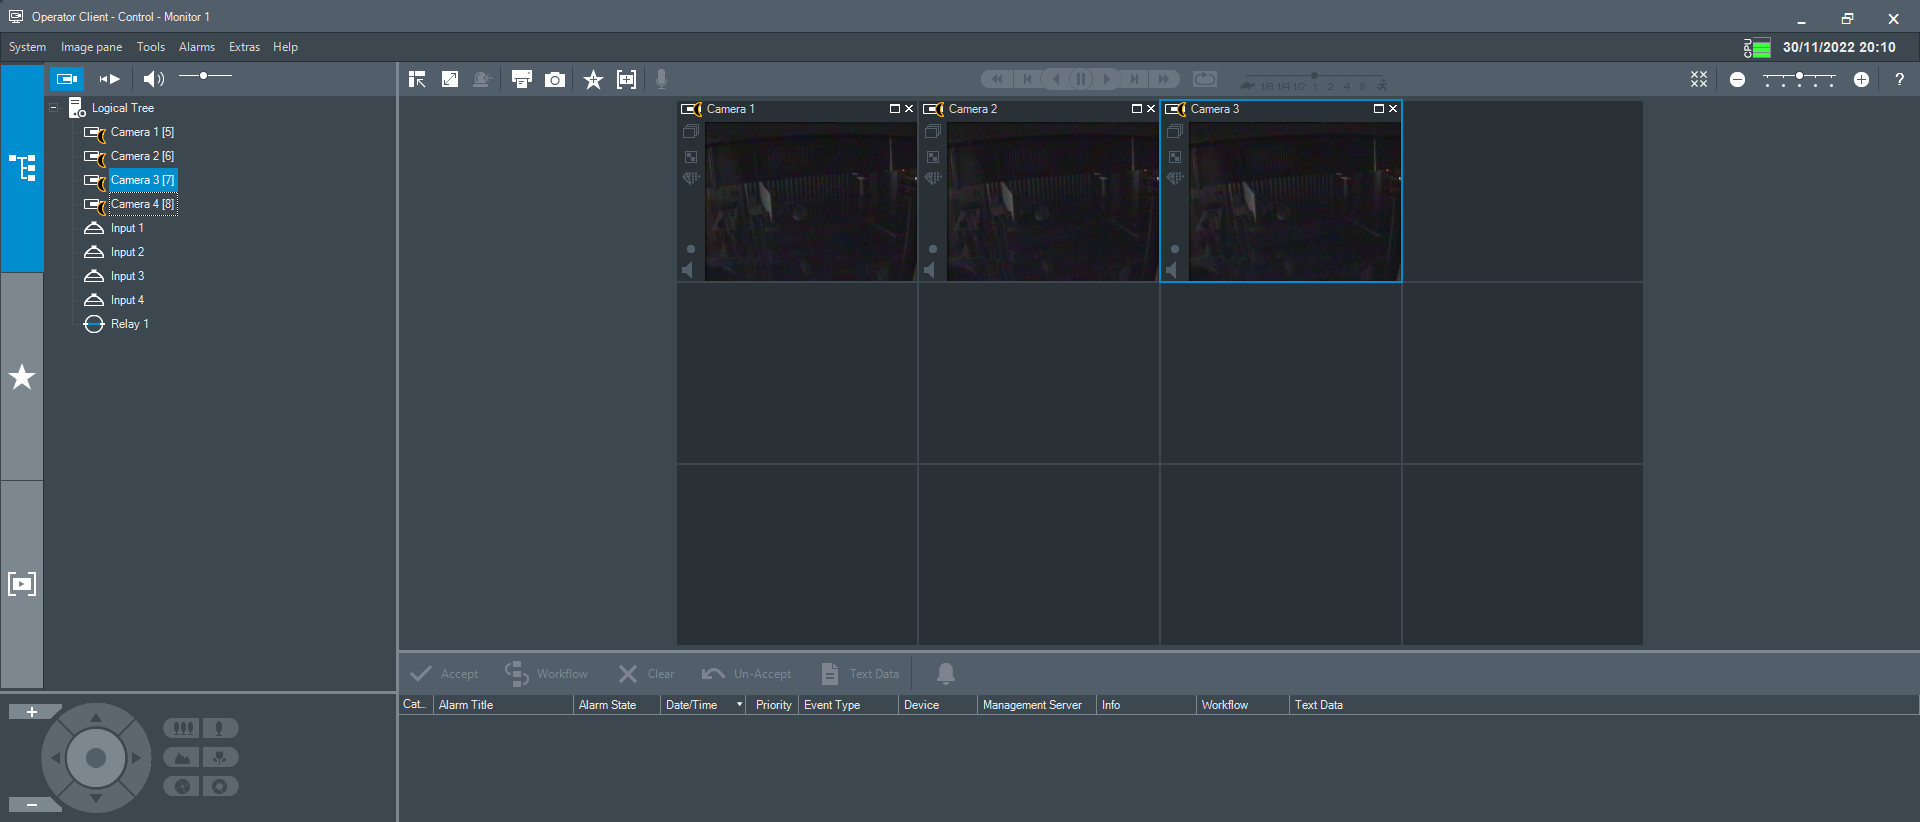 Operator Client - Control - Monitor 1
System Image pane Tools Alarms Extras Help
CPU 30/11/2022 20:10
1/8 1/4 1/2 1 2 4 8
?
Logical Tree
Camera 1 [5]
Camera 2 [6]
Camera 3 [7]
Camera 4 [8]
Input 1
Input 2
Input 3
Input 4
Relay 1
Camera 1
Camera 2
Camera 3
Accept Workflow Clear Un-Accept Text Data
Cat... Alarm Title Alarm State Date/Time Priority Event Type Device Management Server Info Workflow Text Data